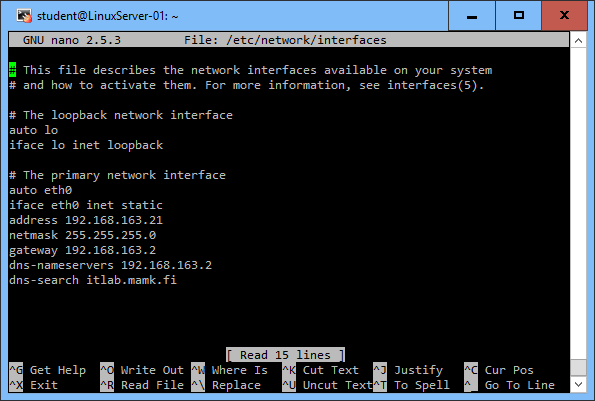 student@LinuxServer-01: ~
GNU nano 2.5.3 File: /etc/network/interfaces
# This file describes the network interfaces available on your system
# and how to activate them. For more information, see interfaces(5).
# The loopback network interface
auto lo
iface lo inet loopback
# The primary network interface
auto eth0
iface eth0 inet static
address 192.168.163.21
netmask 255.255.255.0
gateway 192.168.163.2
dns-nameservers 192.168.163.2
dns-search itlab.mamk.fi
[ Read 15 lines ]
^G Get Help ^O Write Out ^W Where Is ^K Cut Text ^J Justify ^C Cur Pos
^X Exit ^R Read File ^\ Replace ^U Uncut Text^T To Spell ^_ Go To Line